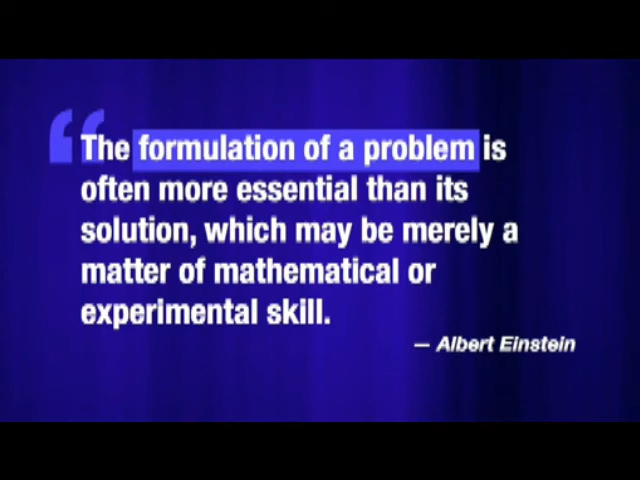 “The formulation of a problem is
often more essential than its
solution, which may be merely a
matter of mathematical or
experimental skill.
— Albert Einstein